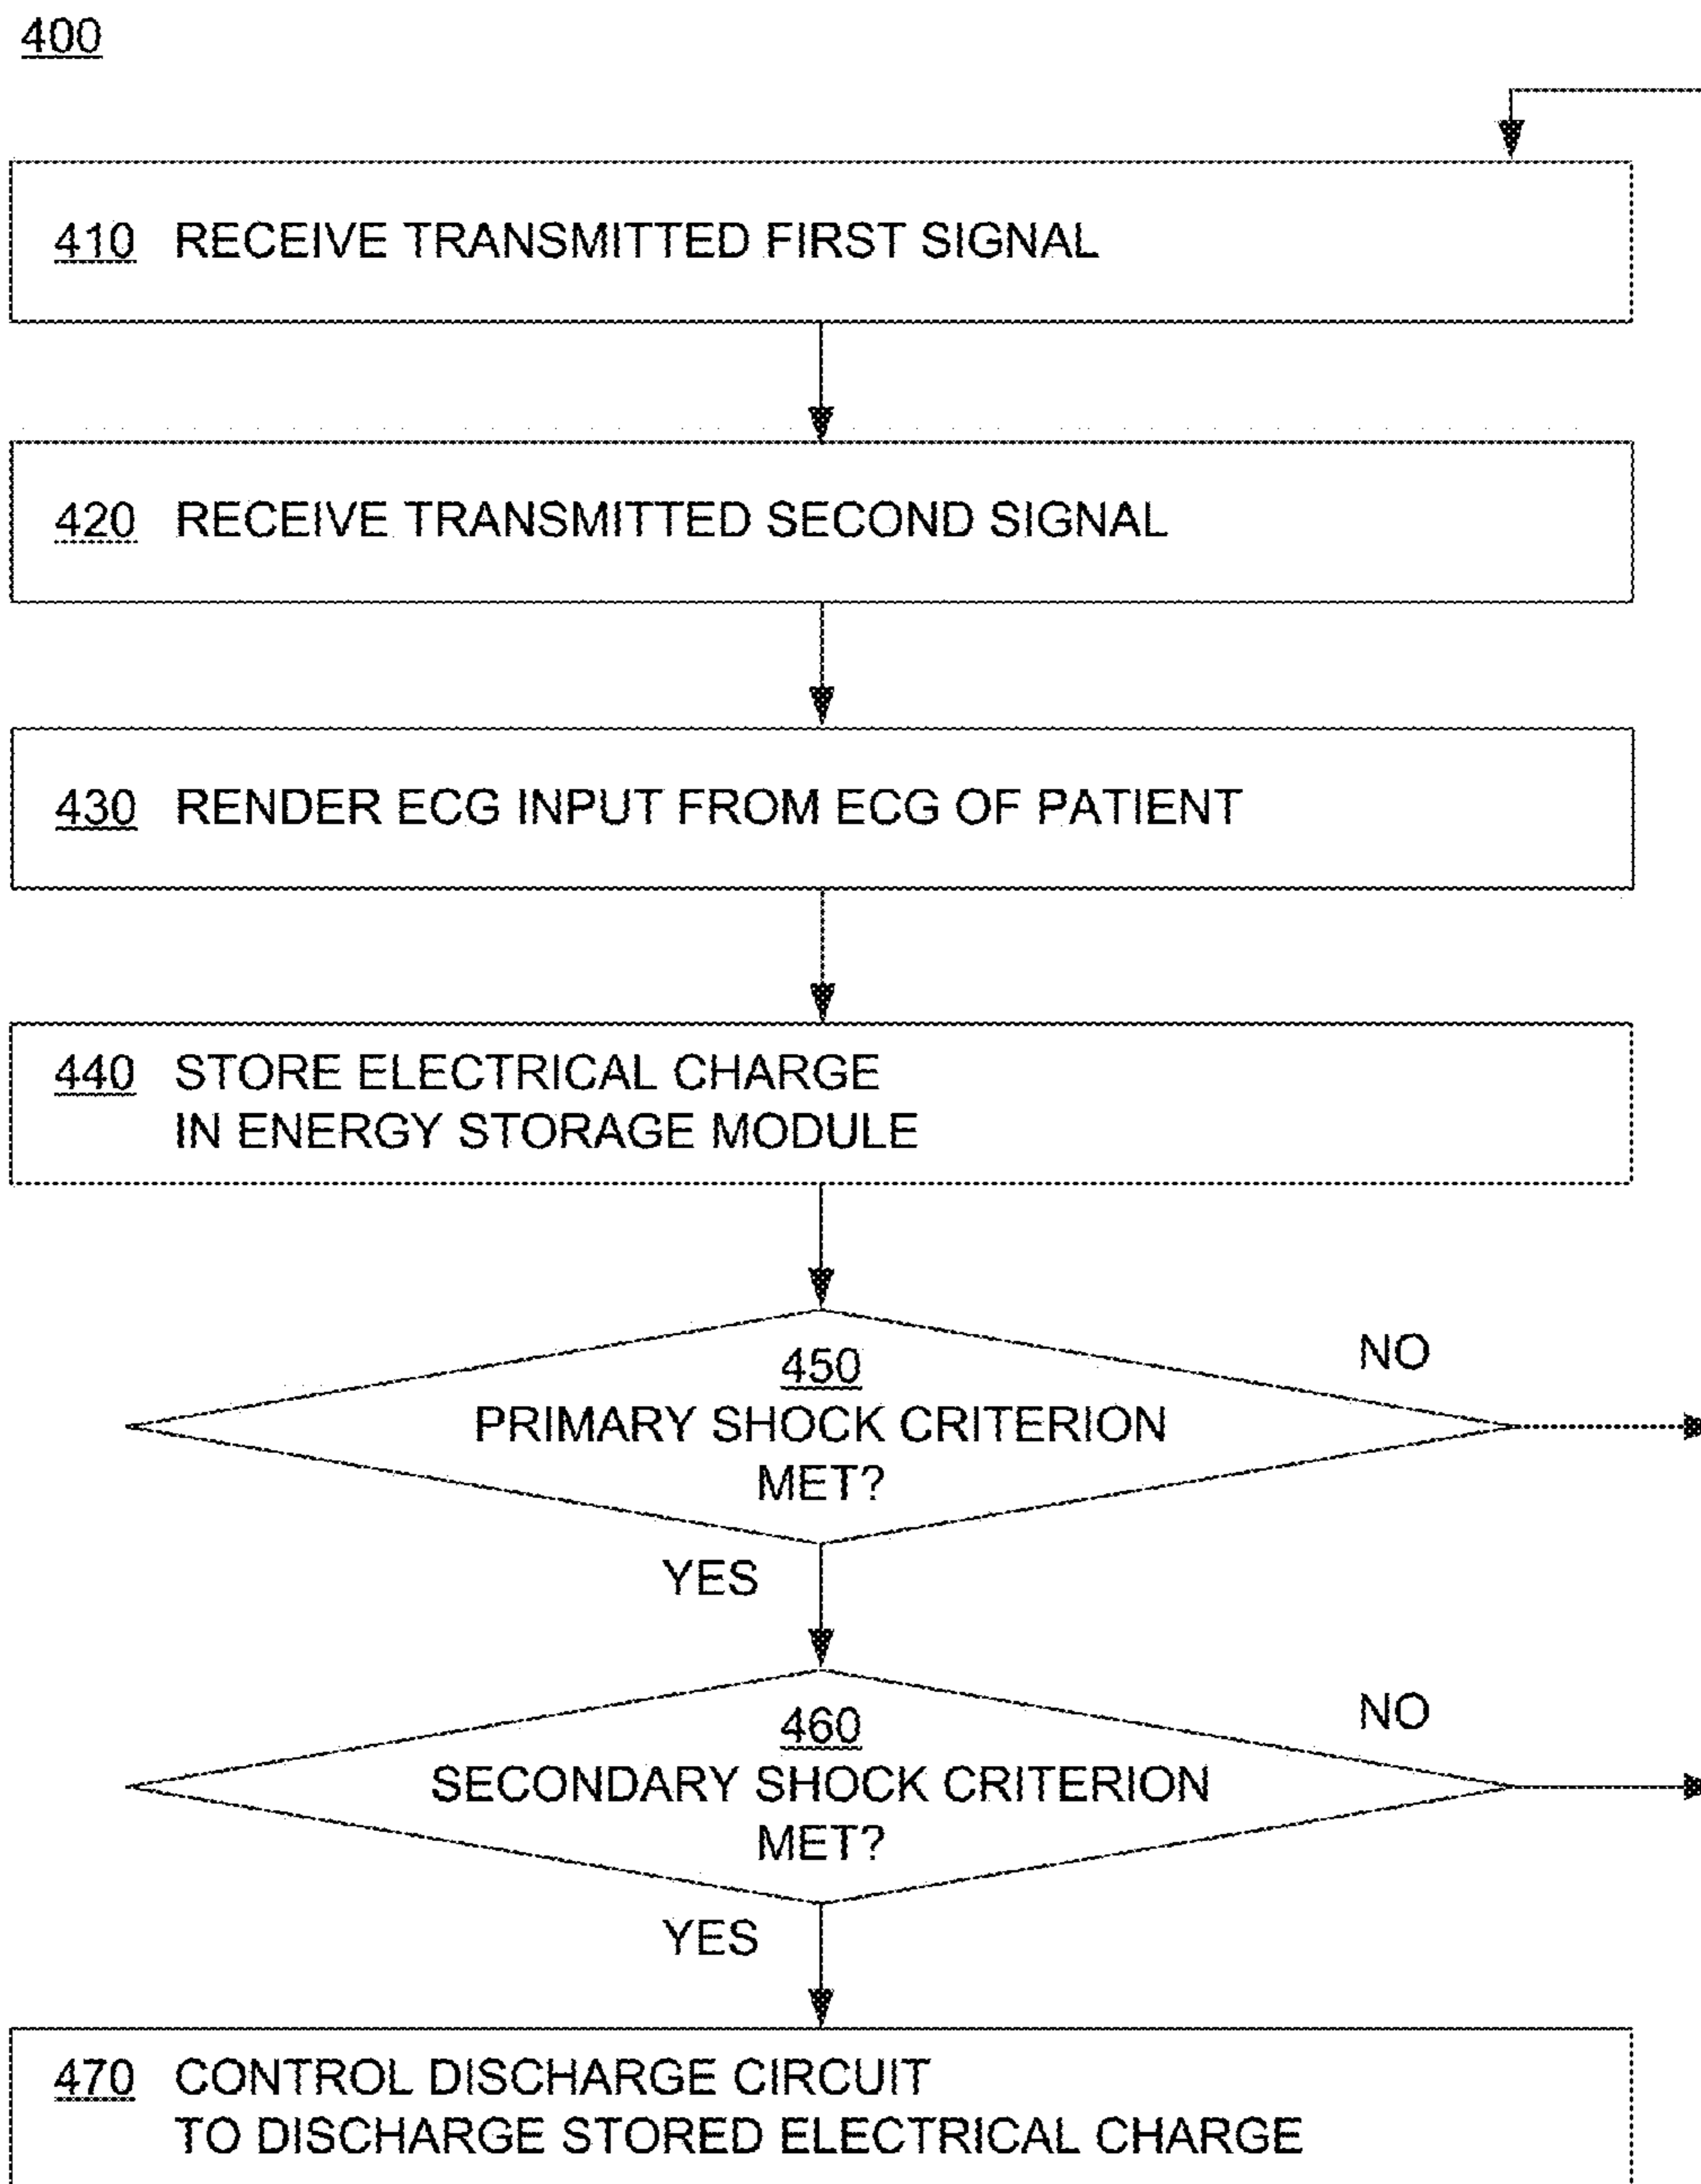 400
410 RECEIVE TRANSMITTED FIRST SIGNAL
420 RECEIVE TRANSMITTED SECOND SIGNAL
430 RENDER ECG INPUT FROM ECG OF PATIENT
440 STORE ELECTRICAL CHARGE
IN ENERGY STORAGE MODULE
450
NO
PRIMARY SHOCK CRITERION
MET?
YES
460
NO
SECONDARY SHOCK CRITERION
MET?
YES
470 CONTROL DISCHARGE CIRCUIT
TO DISCHARGE STORED ELECTRICAL CHARGE